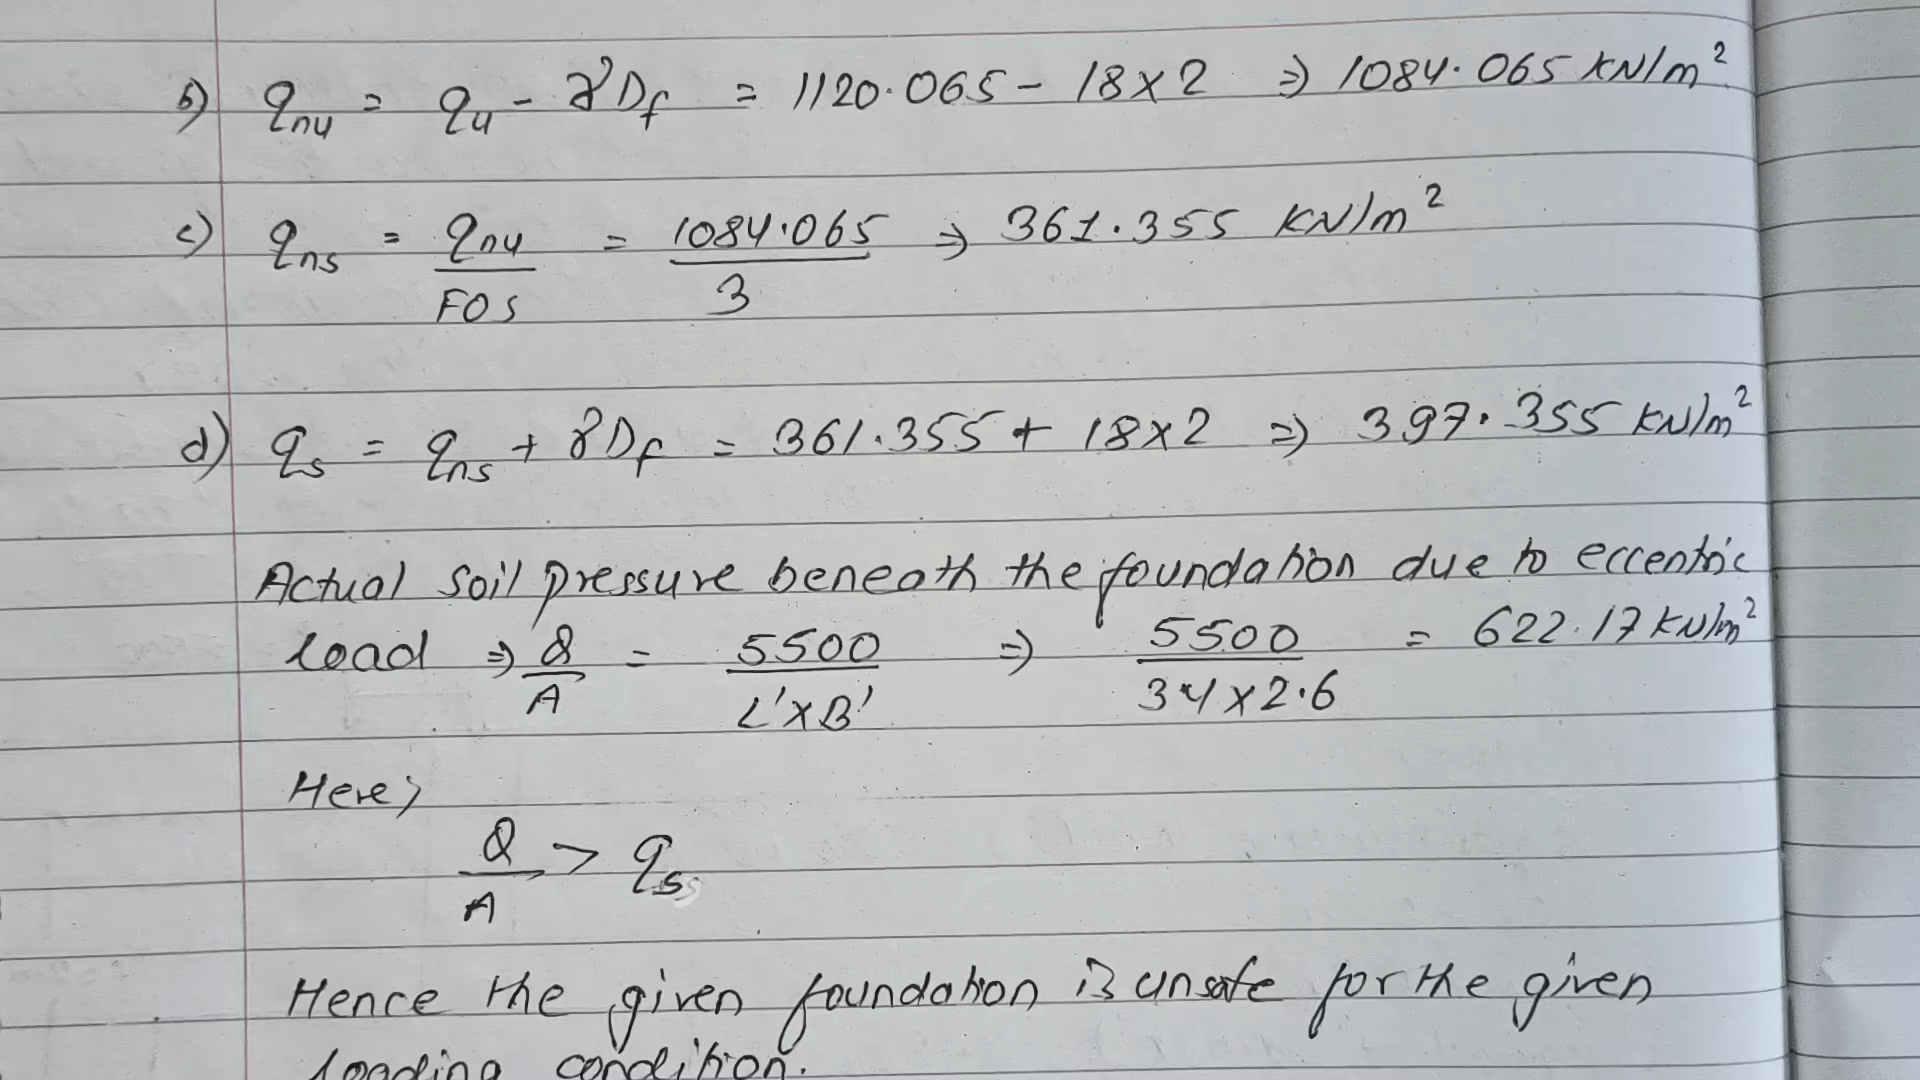 b) qnu = qu - γDf = 1120.065 - 18×2 ⇒ 1084.065 KN/m²
c) qns = qnu/FOS = 1084.065/3 ⇒ 361.355 KN/m²
d) qs = qns + γDf = 361.355 + 18×2 ⇒ 397.355 KN/m²
Actual soil pressure beneath the foundation due to eccentric
load ⇒ Q/A = 5500/L'×B' ⇒ 5500/34×2.6 = 622.17 KN/m²
Here,
Q/A > qs
Hence the given foundation is unsafe for the given
loading condition.